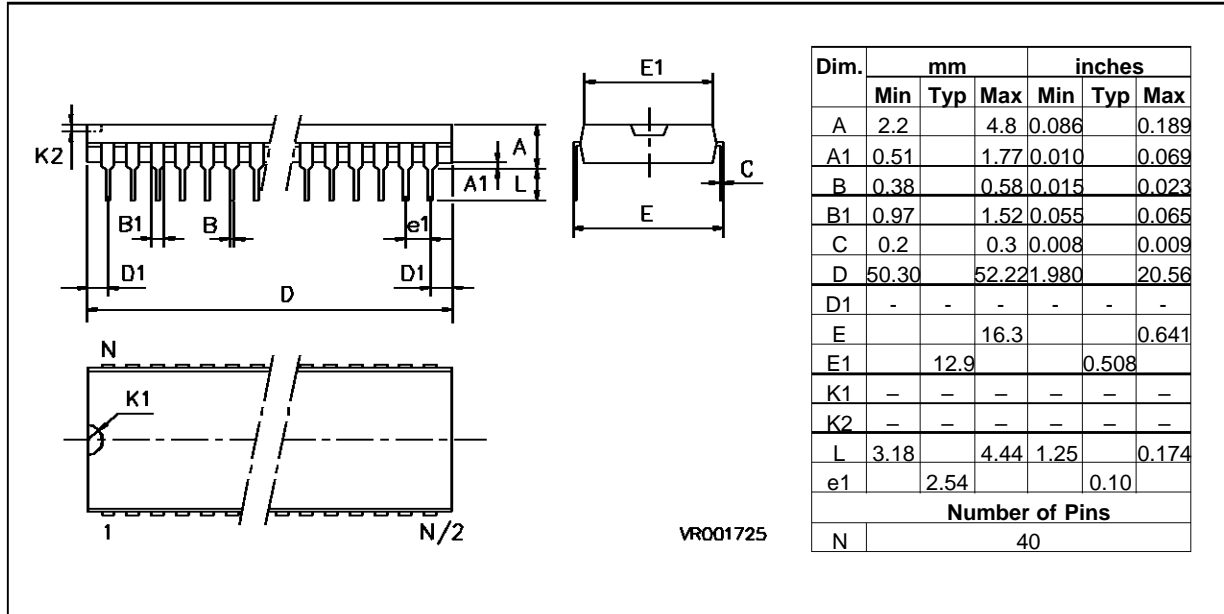 E1
K2
A
A1
L
C
B1
B
e1
E
D1
D1
D
N
K1
1
N/2
VR001725
Dim. mm inches
Min Typ Max Min Typ Max
A 2.2 4.8 0.086 0.189
A1 0.51 1.77 0.010 0.069
B 0.38 0.58 0.015 0.023
B1 0.97 1.52 0.055 0.065
C 0.2 0.3 0.008 0.009
D 50.30 52.22 1.980 20.56
D1 - - - - - -
E 16.3 0.641
E1 12.9 0.508
K1 – – – – – –
K2 – – – – – –
L 3.18 4.44 1.25 0.174
e1 2.54 0.10
Number of Pins
N 40